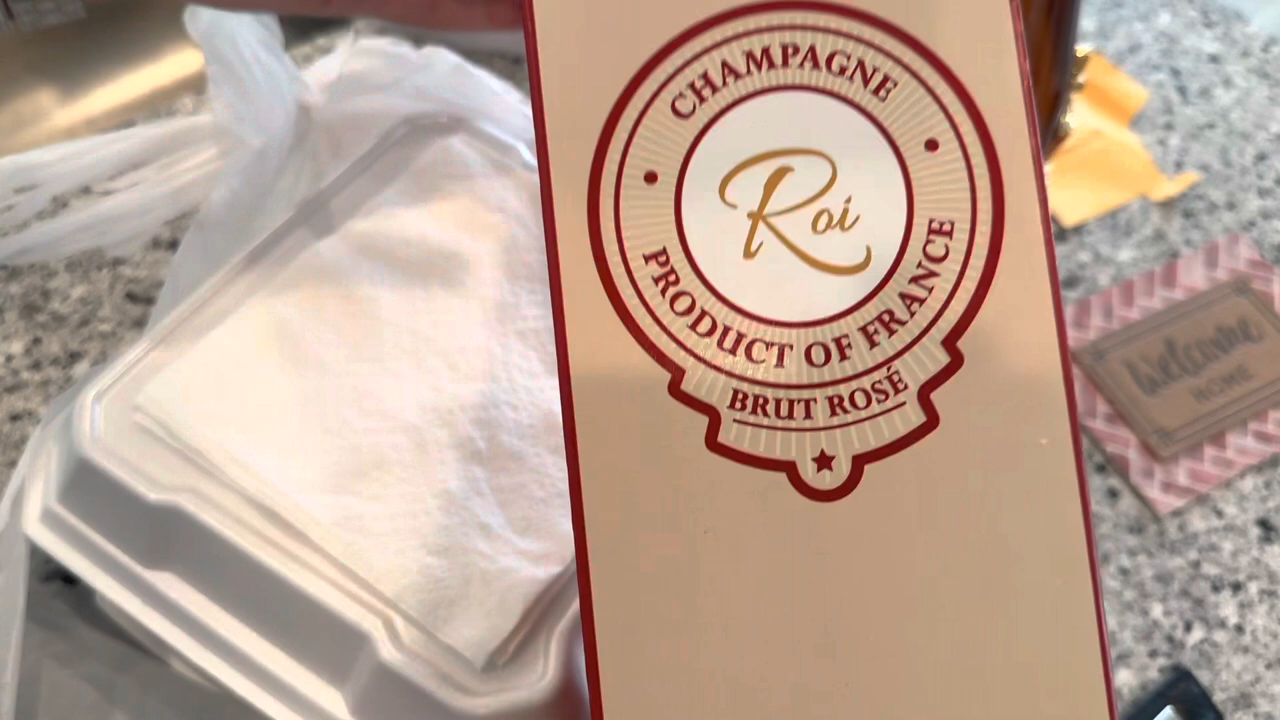 CHAMPAGNE
Roi
PRODUCT OF FRANCE
BRUT ROSÉ
Welcome
HOME